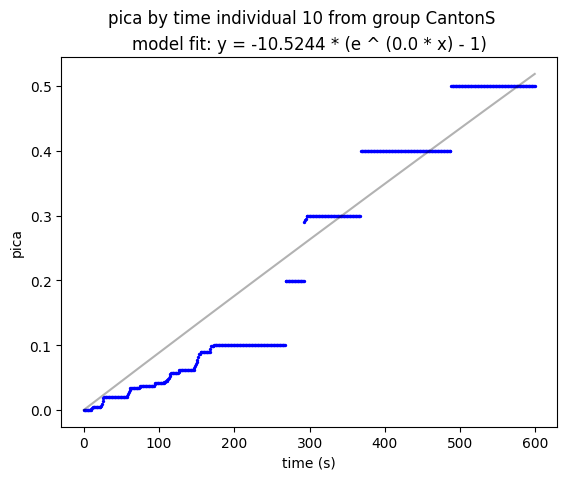 pica by time individual 10 from group CantonS
model fit: y = -10.5244 * (e ^ (0.0 * x) - 1)
0.5
0.4
0.3
0.2
0.1
0.0
pica
0 100 200 300 400 500 600
time (s)